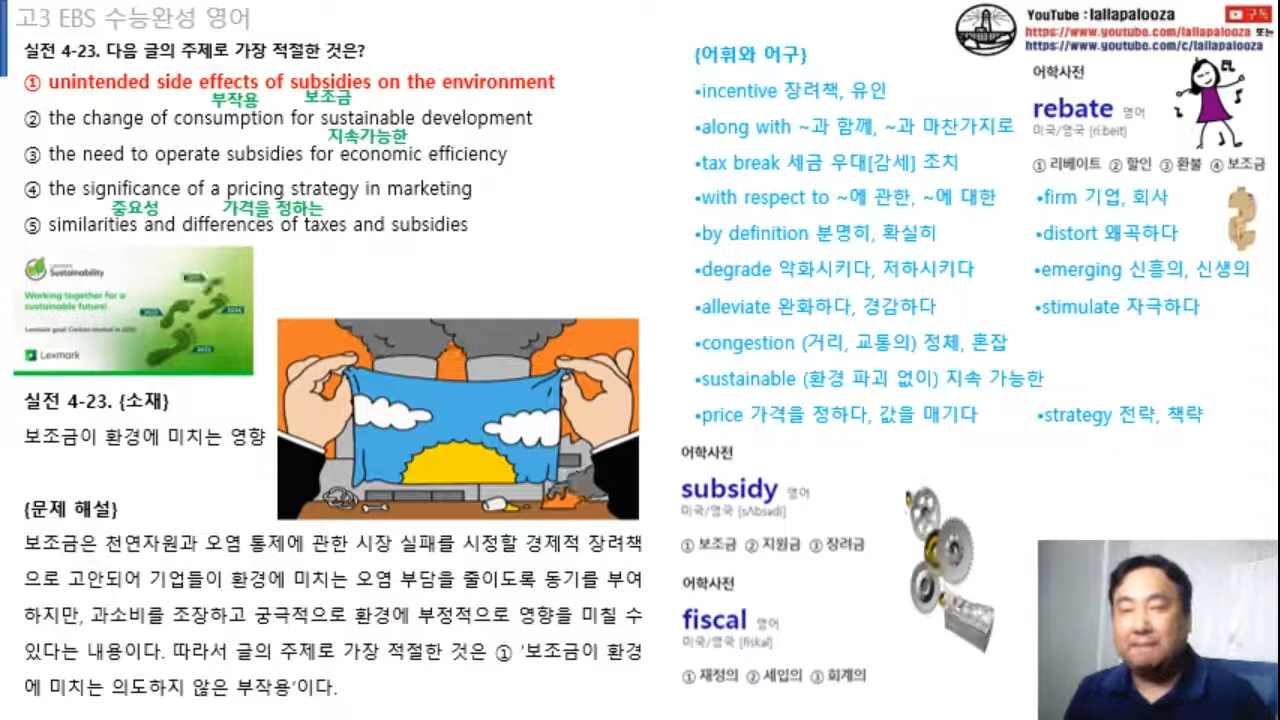 고3 EBS 수능완성 영어
실전 4-23. 다음 글의 주제로 가장 적절한 것은?
① unintended side effects of subsidies on the environment
부작용 보조금
② the change of consumption for sustainable development
지속가능한
③ the need to operate subsidies for economic efficiency
④ the significance of a pricing strategy in marketing
중요성 가격을 정하는
⑤ similarities and differences of taxes and subsidies
Sustainability
Working together for a
sustainable future!
Lexmark
실전 4-23. {소재}
보조금이 환경에 미치는 영향
{문제 해설}
보조금은 천연자원과 오염 통제에 관한 시장 실패를 시정할 경제적 장려책
으로 고안되어 기업들이 환경에 미치는 오염 부담을 줄이도록 동기를 부여
하지만, 과소비를 조장하고 궁극적으로 환경에 부정적으로 영향을 미칠 수
있다는 내용이다. 따라서 글의 주제로 가장 적절한 것은 ① '보조금이 환경
에 미치는 의도하지 않은 부작용'이다.
{어휘와 어구}
•incentive 장려책, 유인
•along with ~과 함께, ~과 마찬가지로
•tax break 세금 우대[감세] 조치
•with respect to ~에 관한, ~에 대한
•firm 기업, 회사
•by definition 분명히, 확실히
•distort 왜곡하다
•degrade 악화시키다, 저하시키다
•emerging 신흥의, 신생의
•alleviate 완화하다, 경감하다
•stimulate 자극하다
•congestion (거리, 교통의) 정체, 혼잡
•sustainable (환경 파괴 없이) 지속 가능한
•price 가격을 정하다, 값을 매기다
•strategy 전략, 책략
YouTube : lallapalooza
구독
https://www.youtube.com/lallapalooza 또는
https://www.youtube.com/c/lallapalooza
어학사전
rebate 영어
미국/영국 [ríːbeit]
① 리베이트 ② 할인 ③ 환불 ④ 보조금
어학사전
subsidy 영어
미국/영국 [sʌbsədi]
① 보조금 ② 지원금 ③ 장려금
어학사전
fiscal 영어
미국/영국 [fískəl]
① 재정의 ② 세입의 ③ 회계의